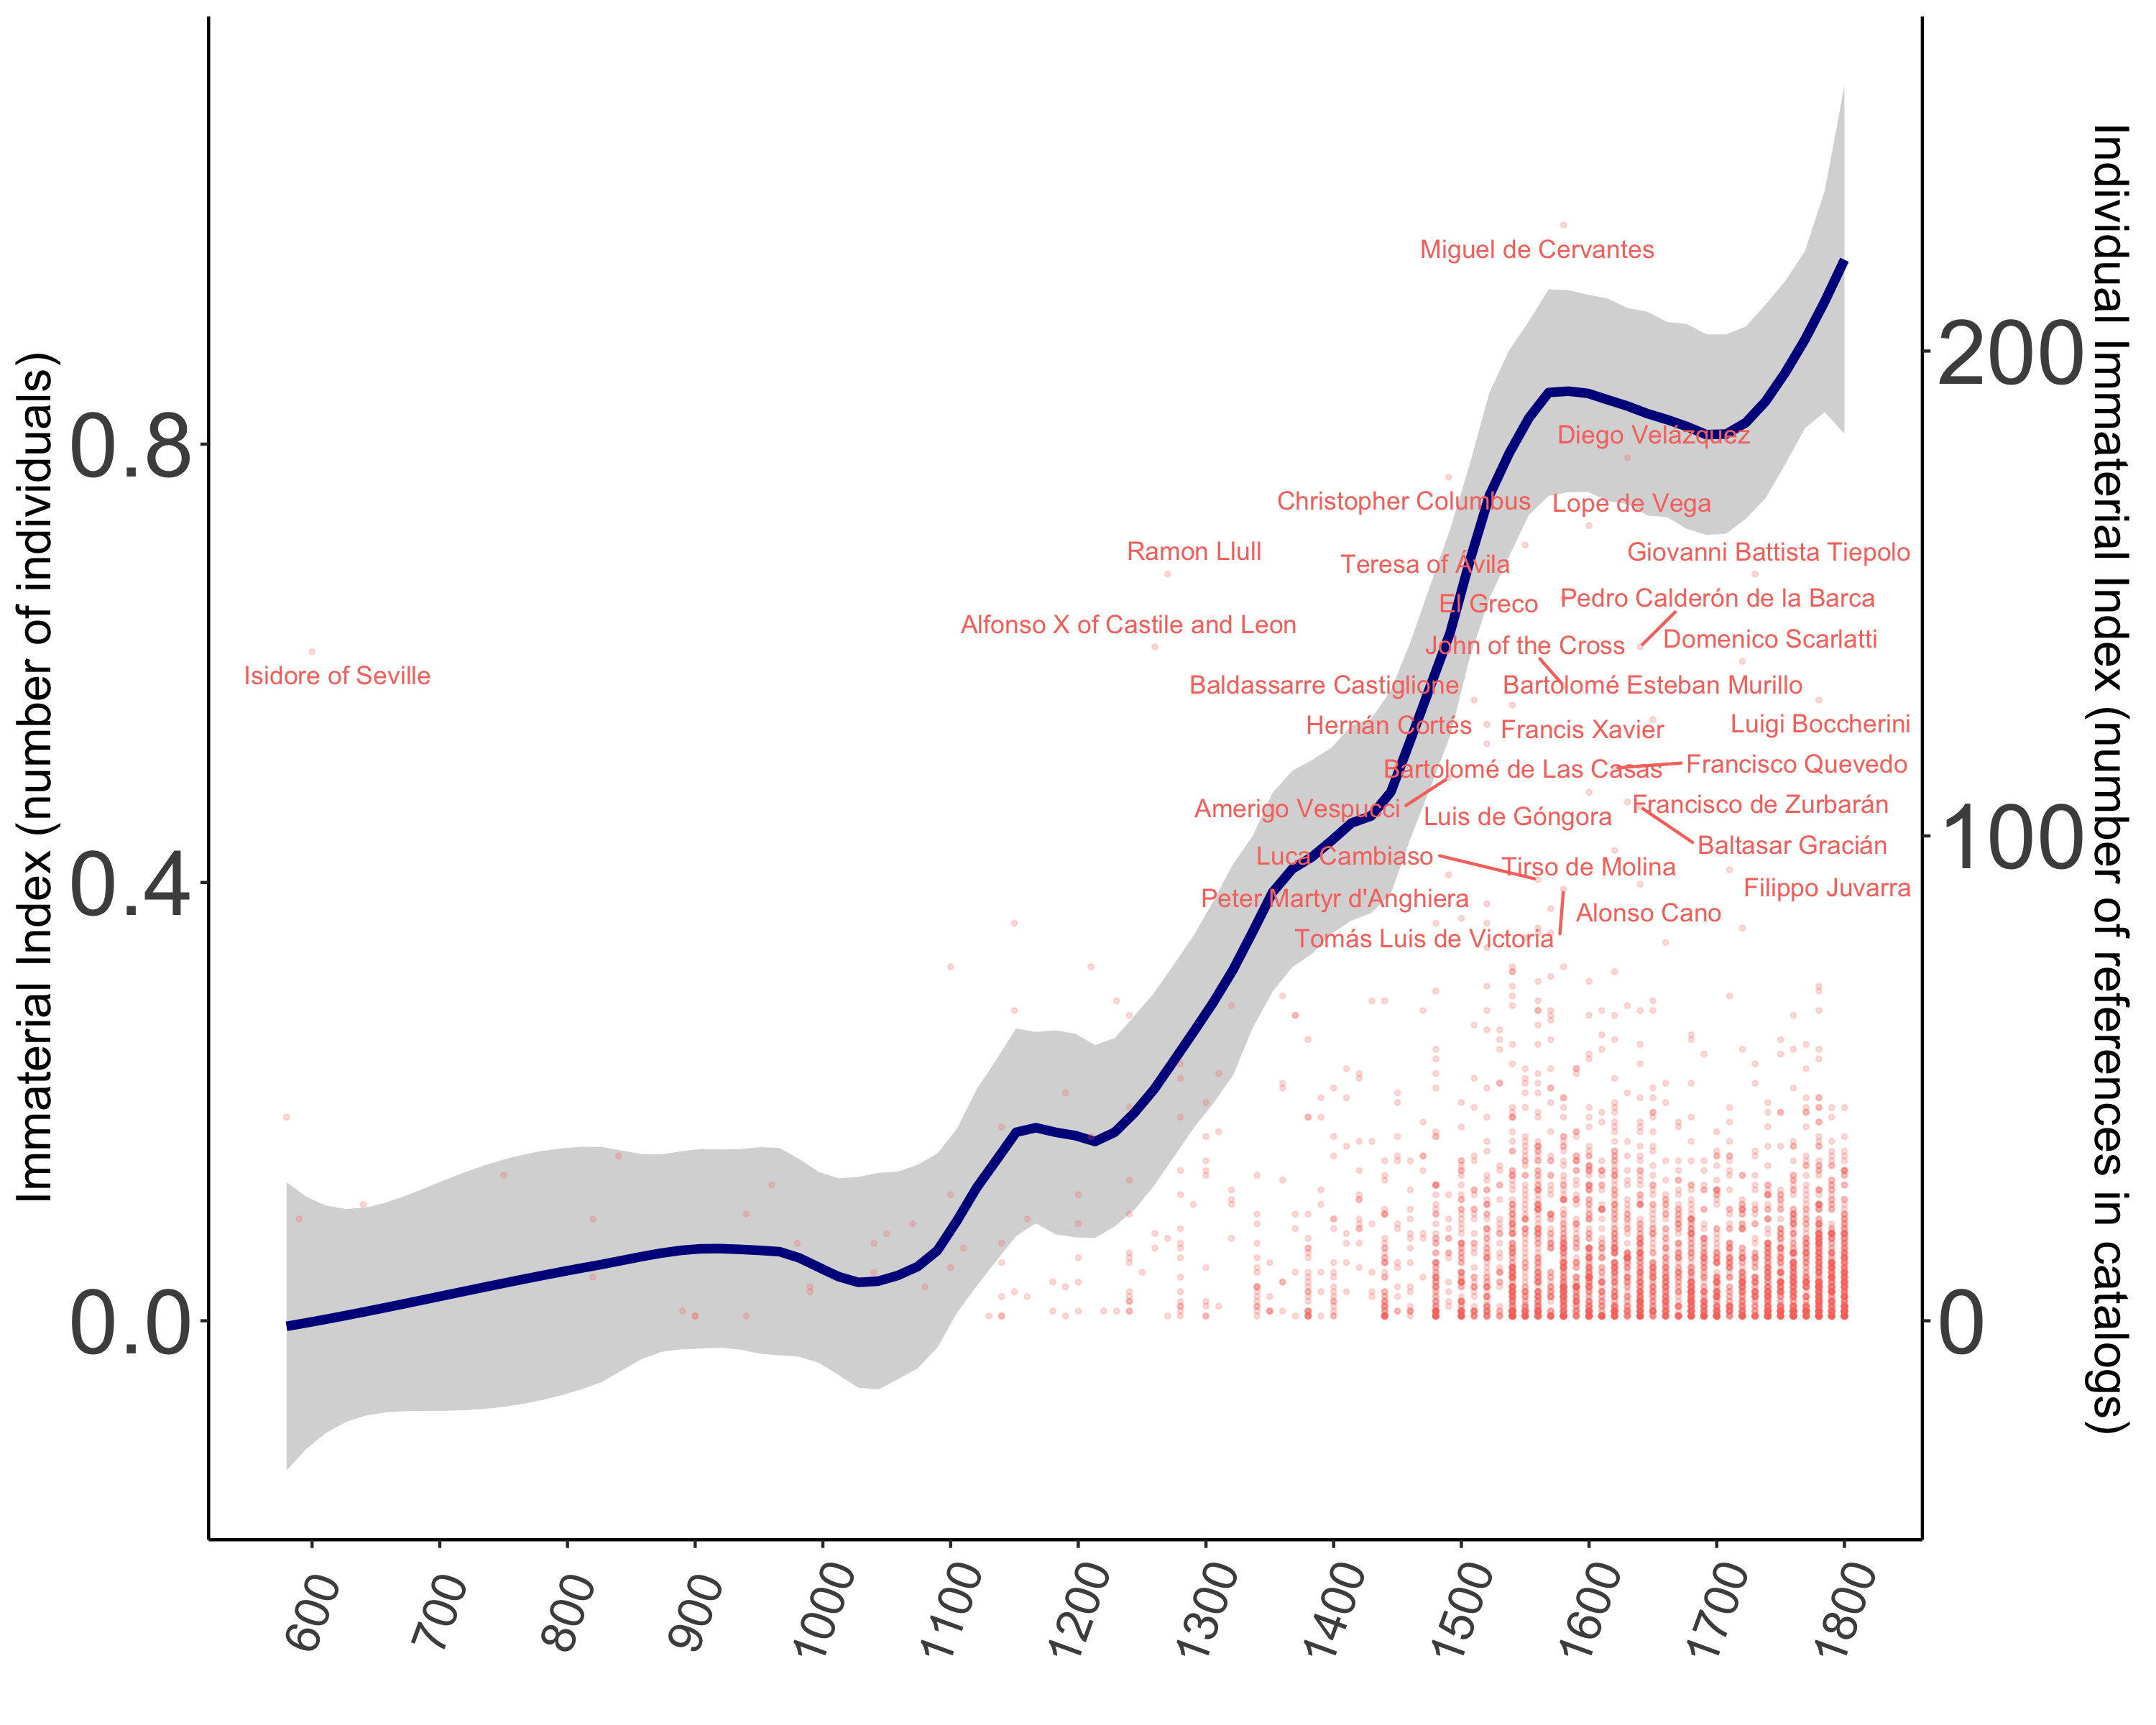 Immaterial Index (number of individuals)
0.8
0.4
0.0
Individual Immaterial Index (number of references in catalogs)
200
100
0
Miguel de Cervantes
Diego Velázquez
Christopher Columbus
Lope de Vega
Ramon Llull
Giovanni Battista Tiepolo
Teresa of Ávila
El Greco
Pedro Calderón de la Barca
Alfonso X of Castile and Leon
John of the Cross
Domenico Scarlatti
Isidore of Seville
Baldassarre Castiglione
Bartolomé Esteban Murillo
Hernán Cortés
Francis Xavier
Luigi Boccherini
Bartolomé de Las Casas
Francisco Quevedo
Amerigo Vespucci
Luis de Góngora
Francisco de Zurbarán
Baltasar Gracián
Luca Cambiaso
Tirso de Molina
Filippo Juvarra
Peter Martyr d'Anghiera
Alonso Cano
Tomás Luis de Victoria
600
700
800
900
1000
1100
1200
1300
1400
1500
1600
1700
1800